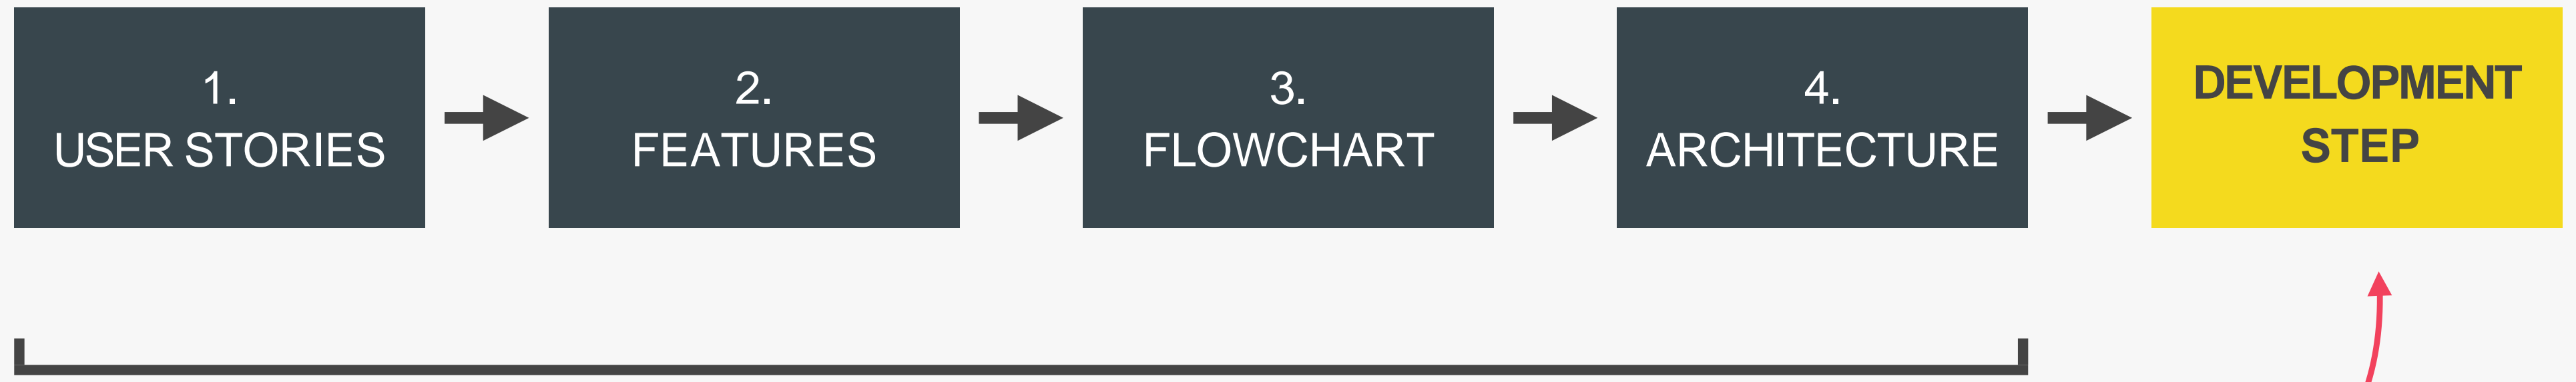 1.
USER STORIES
2.
FEATURES
3.
FLOWCHART
4.
ARCHITECTURE
DEVELOPMENT
STEP